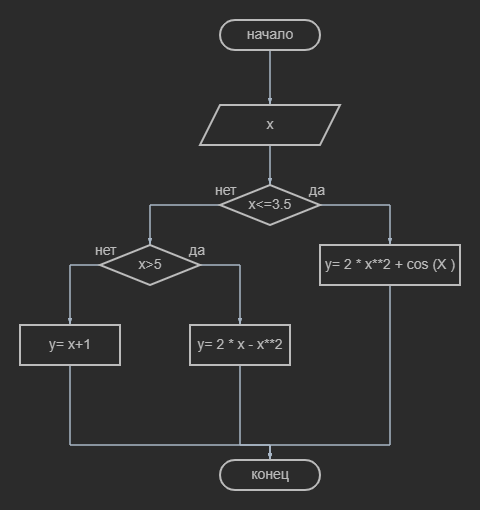 начало
x
нет
да
x<=3.5
нет
да
x>5
y= 2 * x**2 + cos (X )
y= x+1
y= 2 * x - x**2
конец